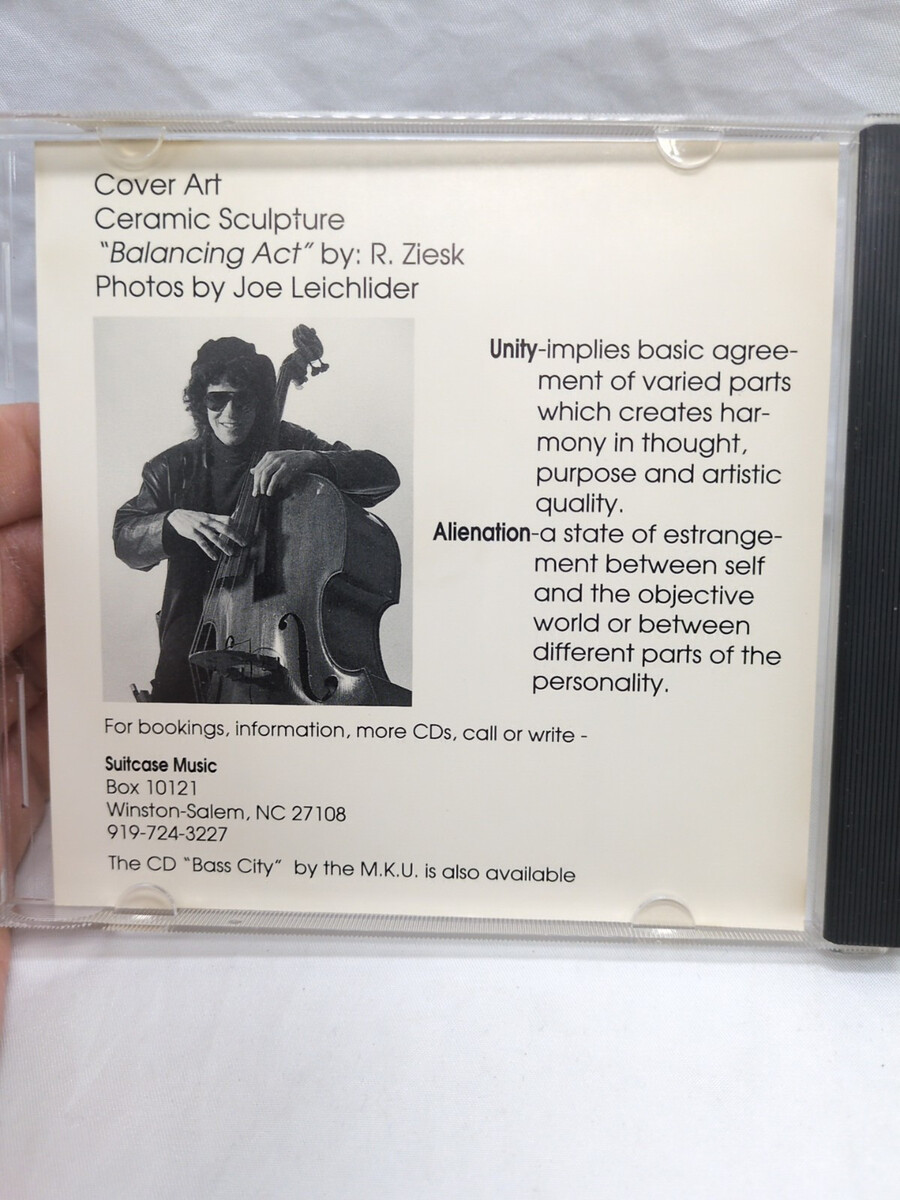 Cover Art
Ceramic Sculpture
"Balancing Act" by: R. Ziesk
Photos by Joe Leichlider
Unity-implies basic agree-
ment of varied parts
which creates har-
mony in thought,
purpose and artistic
quality.
Alienation-a state of estrange-
ment between self
and the objective
world or between
different parts of the
personality.
For bookings, information, more CDs, call or write -
Suitcase Music
Box 10121
Winston-Salem, NC 27108
919-724-3227
The CD "Bass City" by the M.K.U. is also available